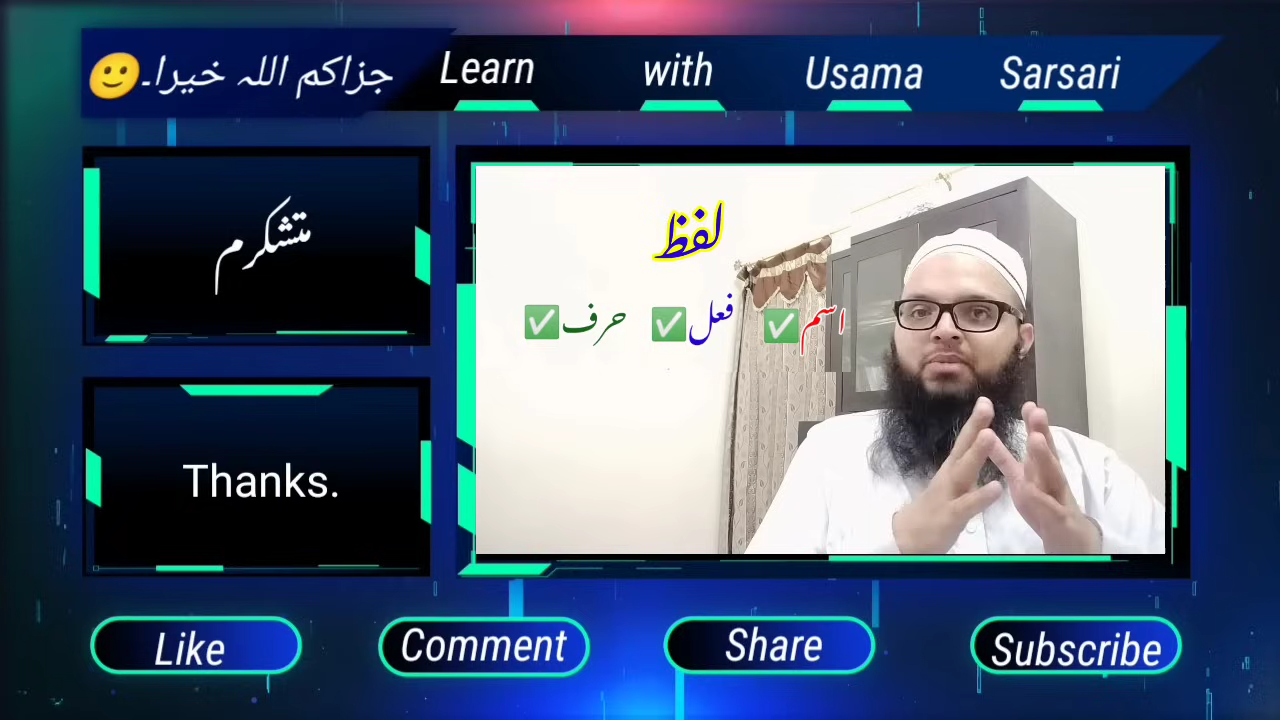 جزاکم اللہ خیرا۔🙂
Learn with Usama Sarsari
متشکرم
Thanks.
لفظ
اسم✅ فعل✅ حرف✅
Like Comment Share Subscribe